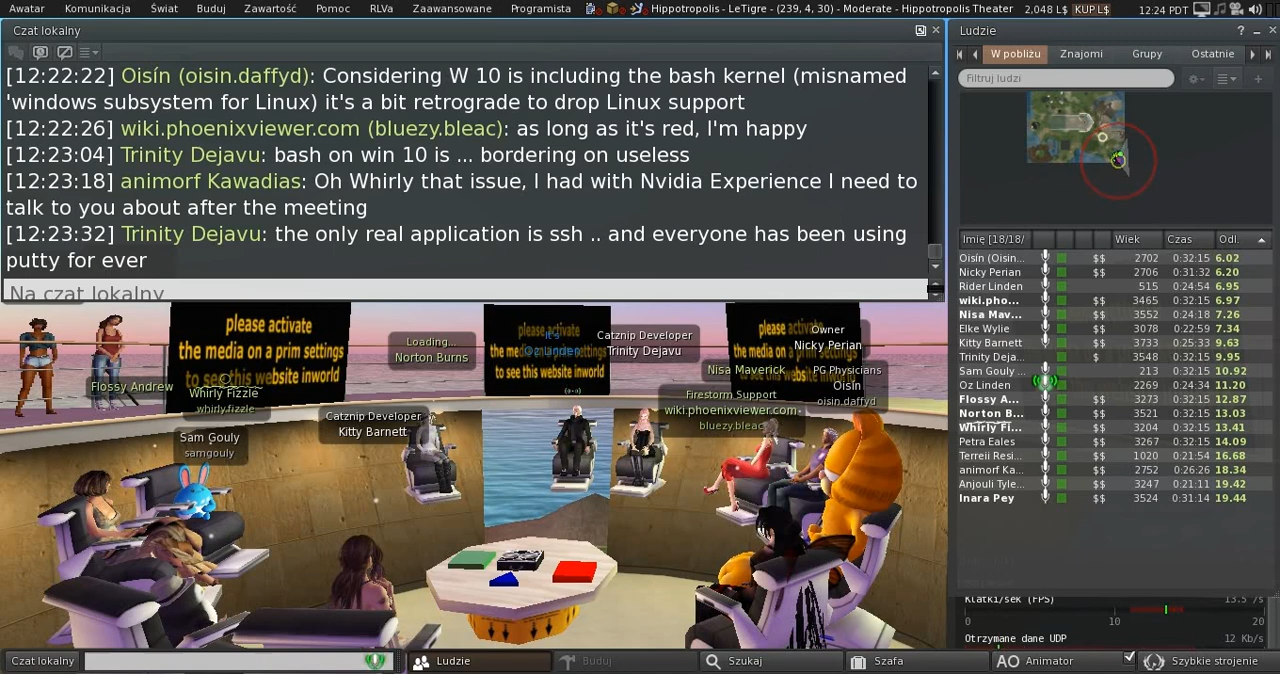 Awatar Komunikacja Świat Buduj Zawartość Pomoc RLVa Zaawansowane Programista Hippotropolis - LeTigre - (239, 4, 30) - Moderate - Hippotropolis Theater 2,048 L$ KUP L$ 12:24 PDT
Czat lokalny
[12:22:22] Oisín (oisin.daffyd): Considering W 10 is including the bash kernel (misnamed
'windows subsystem for Linux) it's a bit retrograde to drop Linux support
[12:22:26] wiki.phoenixviewer.com (bluezy.bleac): as long as it's red, I'm happy
[12:23:04] Trinity Dejavu: bash on win 10 is ... bordering on useless
[12:23:18] animorf Kawadias: Oh Whirly that issue, I had with Nvidia Experience I need to
talk to you about after the meeting
[12:23:32] Trinity Dejavu: the only real application is ssh .. and everyone has been using
putty for ever
Na czat lokalny
Ludzie
W pobliżu Znajomi Grupy Ostatnie
Filtruj ludzi
Imię [18/18/ Wiek Czas Odl.
Oisín (Oisin... $$ 2702 0:32:15 6.02
Nicky Perian $$ 2706 0:31:32 6.20
Rider Linden 515 0:24:54 6.95
wiki.pho... $$ 3465 0:32:15 6.97
Nisa Mav... $$ 3552 0:24:18 7.26
Elke Wylie $$ 3078 0:22:59 7.34
Kitty Barnett $$ 3733 0:25:33 9.63
Trinity Deja... $ 3548 0:32:15 9.95
Sam Gouly ... 213 0:32:15 10.92
Oz Linden 2269 0:24:34 11.20
Flossy A... $$ 3273 0:32:15 12.87
Norton B... $$ 3521 0:32:15 13.03
Whirly Fi... $$ 3204 0:32:15 13.41
Petra Eales $$ 3267 0:32:15 14.09
Terreii Resi... $$ 1020 0:21:54 16.68
animorf Ka... $$ 2752 0:26:26 18.34
Anjouli Tyle... $$ 3247 0:21:11 19.42
Inara Pey $$ 3524 0:31:14 19.44
Klatki/sek (FPS) 13.5 /s
0 10 20
Otrzymane dane UDP 12 Kb/s
please activate
the media on a prim settings
to see this website inworld
please activate
to see this website inworld
please activate
to see this website inworld
Loading...
Norton Burns
Catznip Developer
Trinity Dejavu
Owner
Nicky Perian
Flossy Andrew
Whirly Fizzle
whirly.fizzle
Nisa Maverick
PG Physicians
Oisín
oisin.daffyd
Firestorm Support
wiki.phoenixviewer.com
bluezy.bleac
Catznip Developer
Kitty Barnett
Sam Gouly
samgouly
Czat lokalny Ludzie Buduj Szukaj Szafa AO Animator Szybkie strojenie